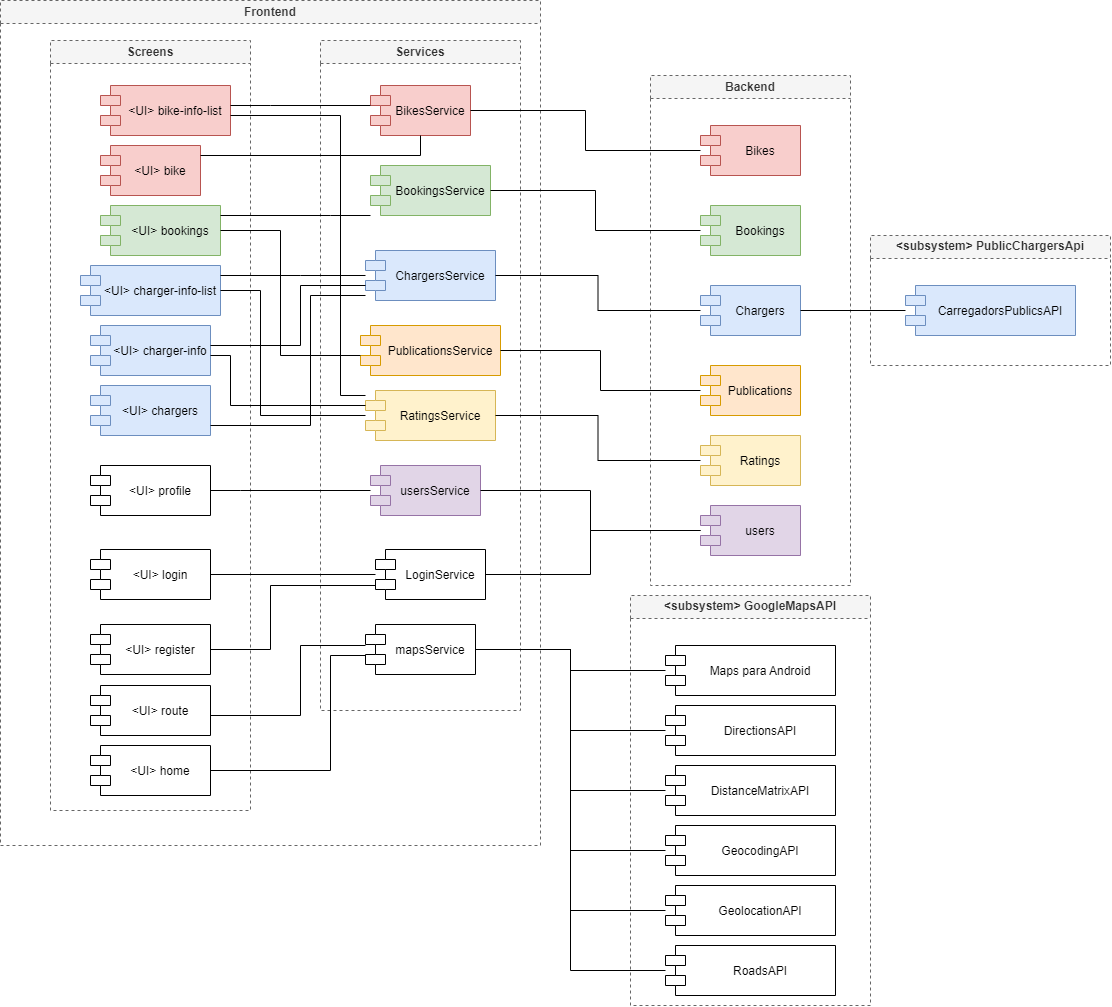 Frontend
Screens
Services
<UI> bike-info-list
BikesService
<UI> bike
BookingsService
<UI> bookings
ChargersService
<UI> charger-info-list
PublicationsService
<UI> charger-info
<UI> chargers
RatingsService
<UI> profile
usersService
<UI> login
LoginService
<UI> register
mapsService
<UI> route
<UI> home
Backend
Bikes
Bookings
Chargers
Publications
Ratings
users
<subsystem> PublicChargersApi
CarregadorsPublicsAPI
<subsystem> GoogleMapsAPI
Maps para Android
DirectionsAPI
DistanceMatrixAPI
GeocodingAPI
GeolocationAPI
RoadsAPI